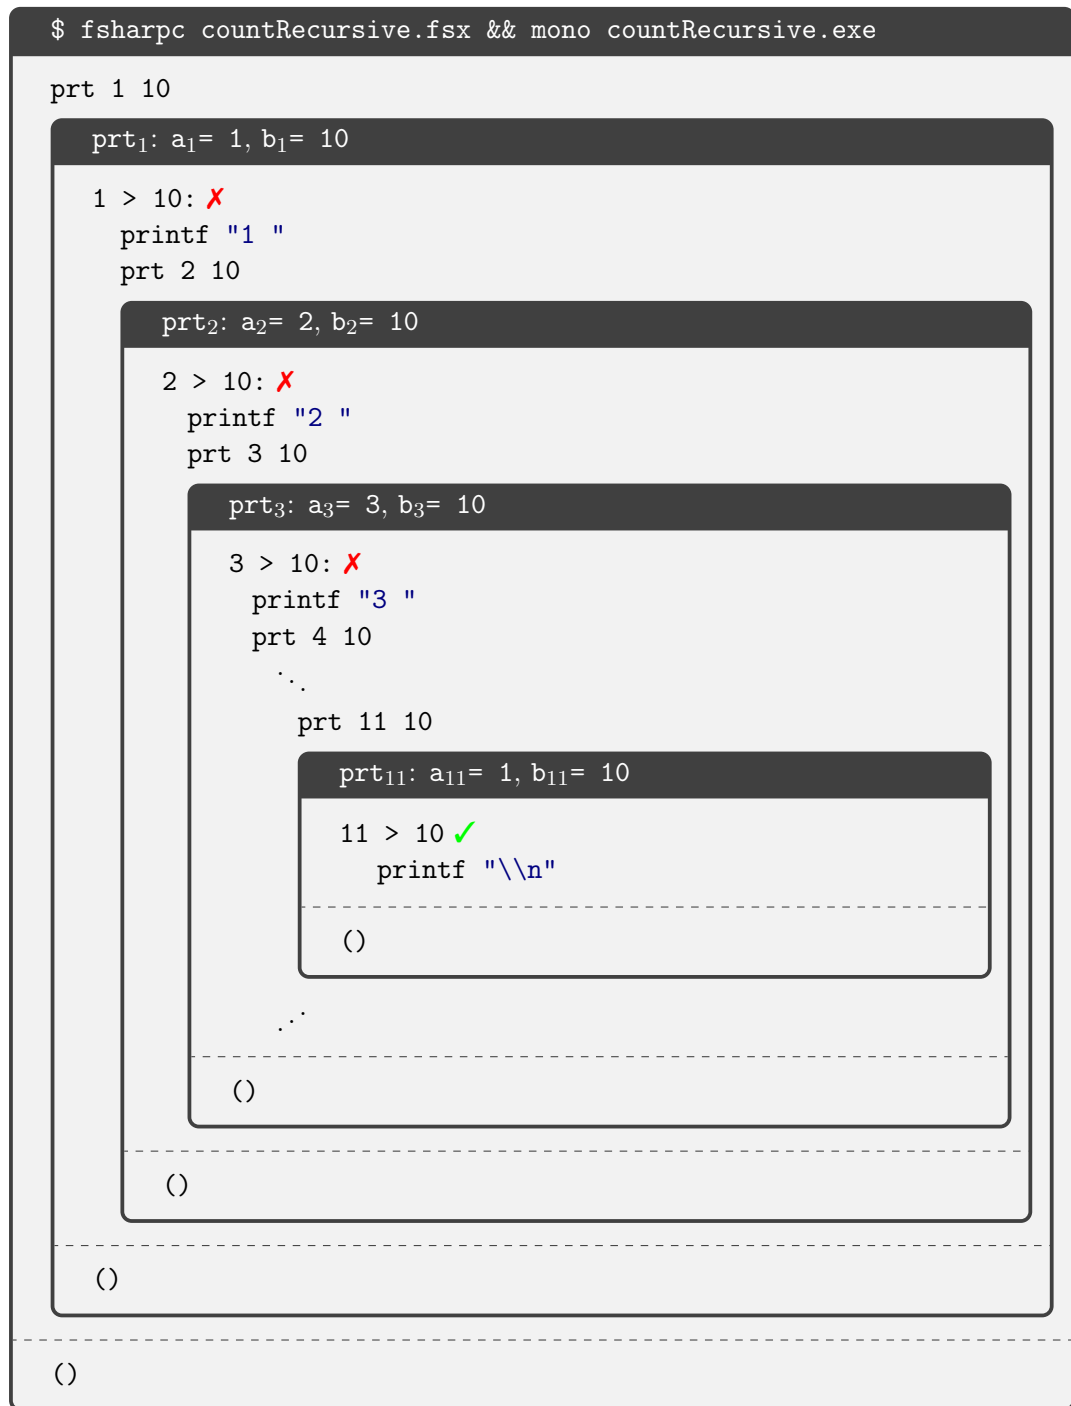 $ fsharpc countRecursive.fsx && mono countRecursive.exe
prt 1 10
prt₁: a₁= 1, b₁= 10
1 > 10: ✗
printf "1 "
prt 2 10
prt₂: a₂= 2, b₂= 10
2 > 10: ✗
printf "2 "
prt 3 10
prt₃: a₃= 3, b₃= 10
3 > 10: ✗
printf "3 "
prt 4 10
⋱
prt 11 10
prt₁₁: a₁₁= 1, b₁₁= 10
11 > 10 ✓
printf "\\n"
()
⋰
()
()
()
()